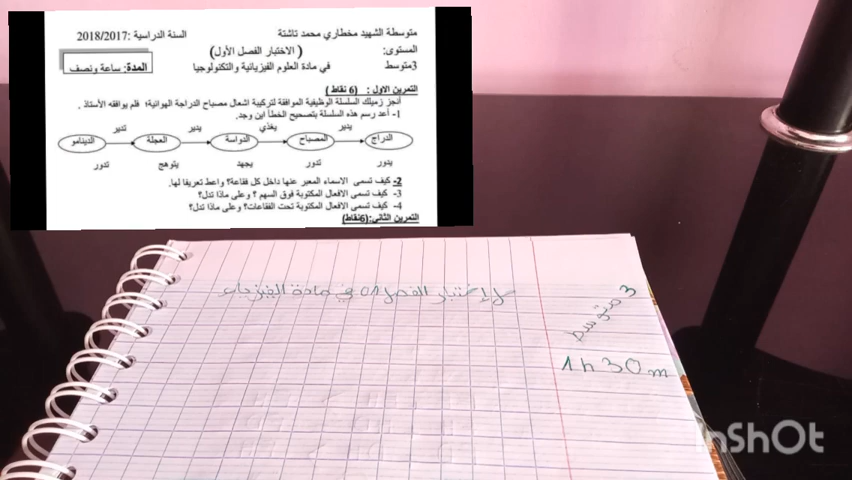 متوسطة الشهيد مخطاري محمد تاشتة السنة الدراسية :2018/2017
المستوى: ( الاختبار الفصل الأول)
3متوسط في مادة العلوم الفيزيائية والتكنولوجيا المدة: ساعة ونصف
التمرين الاول : (6 نقاط )
أنجز زميلك السلسلة الوظيفية الموافقة لتركيبة اشعال مصباح الدراجة الهوائية؛ فلم يوافقه الأستاذ .
1- أعد رسم هذه السلسلة بتصحيح الخطأ اين وجد.
يدير يغذي يدير تدير
الدراج المصباح الدواسة العجلة الدينامو
يدور تدور يجهد يتوهج تدور
2- كيف تسمى الاسماء المعبر عنها داخل كل فقاعة؟ واعط تعريفا لها.
3- كيف تسمى الافعال المكتوبة فوق السهم ؟ وعلى ماذا تدل؟
4- كيف تسمى الافعال المكتوبة تحت الفقاعات؟ وعلى ماذا تدل؟
التمرين الثاني:(6نقاط)
الإختبار الفصل 01 في مادة الفيزياء
3 متوسط
1h 30m
InShOt